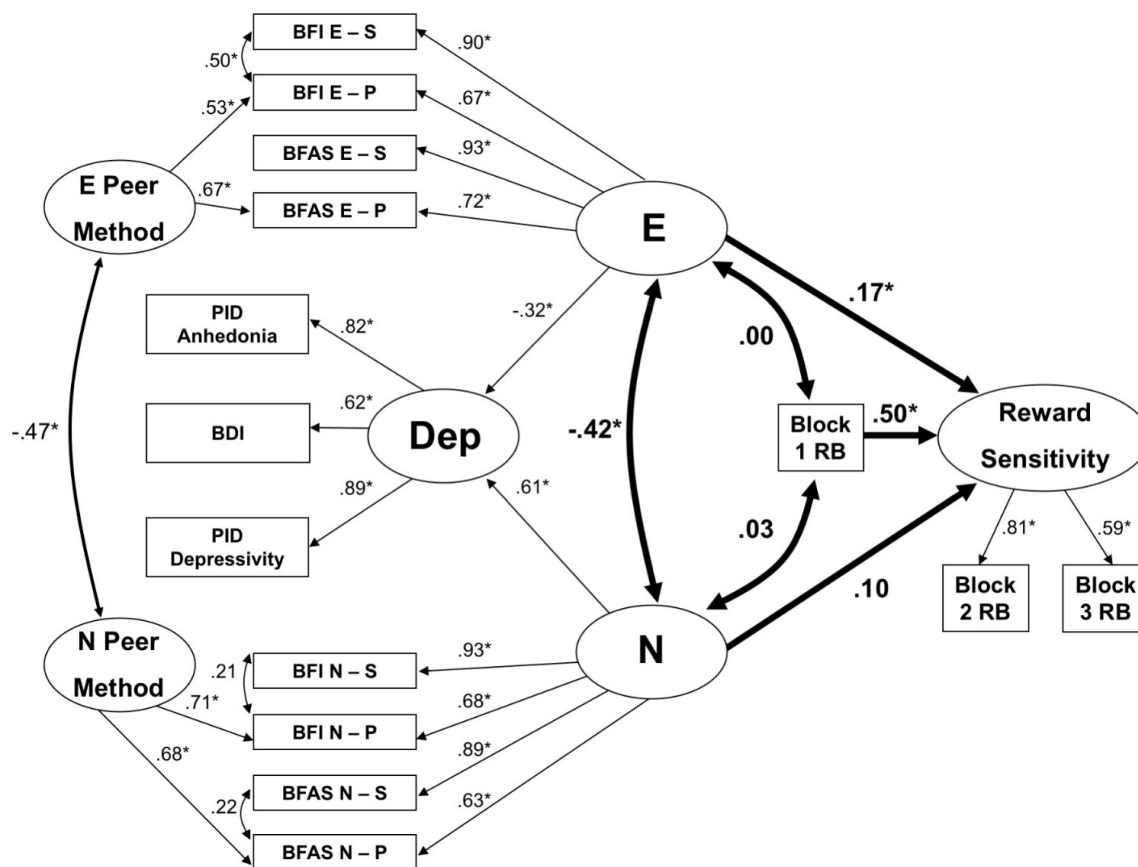 BFI E – S
.90*
.50*
BFI E – P
.67*
.53*
BFAS E – S
.93*
E Peer
Method
.67*
BFAS E – P
.72*
E
.17*
PID
Anhedonia
.82*
-.32*
.00
-.47*
BDI
.62*
Dep
-.42*
Block
1 RB
.50*
Reward
Sensitivity
.89*
.61*
PID
Depressivity
.03
.81*
.59*
.10
Block
2 RB
Block
3 RB
N Peer
Method
N
.21
BFI N – S
.93*
.71*
BFI N – P
.68*
.68*
BFAS N – S
.89*
.22
BFAS N – P
.63*